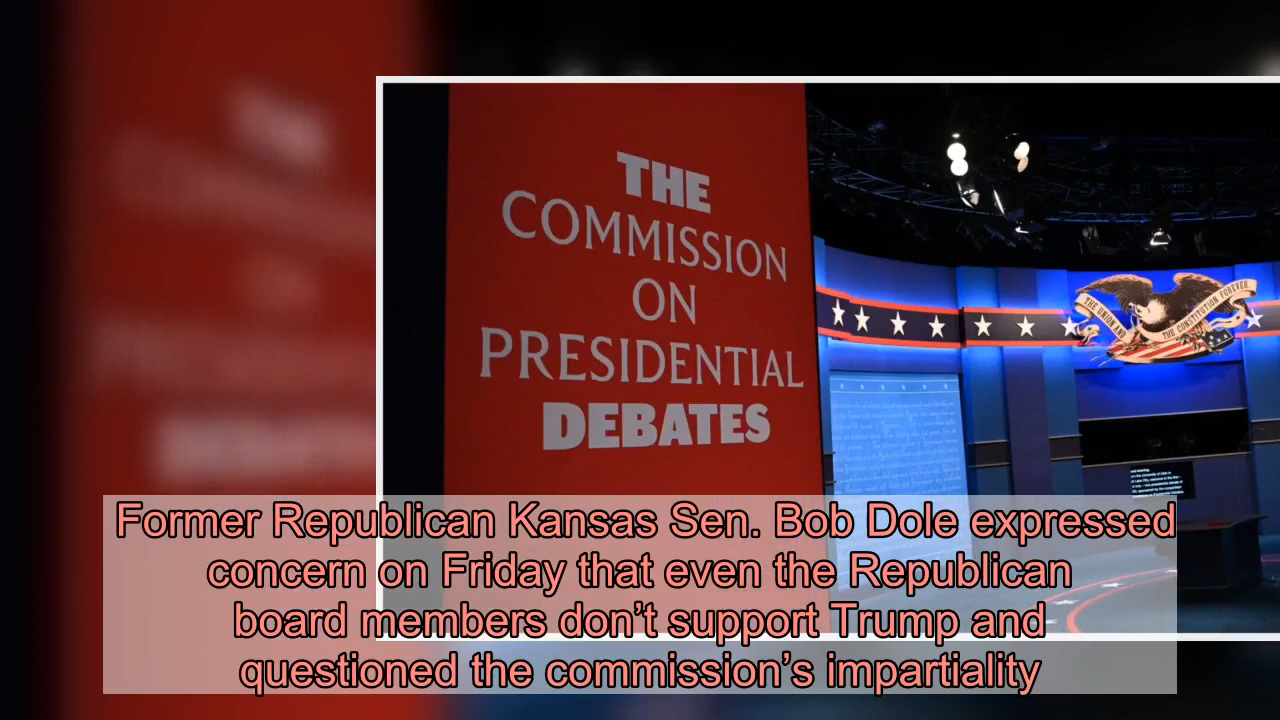 THE
COMMISSION
ON
PRESIDENTIAL
DEBATES
THE UNION AND
THE CONSTITUTION FOREVER
Former Republican Kansas Sen. Bob Dole expressed
concern on Friday that even the Republican
board members don’t support Trump and
questioned the commission’s impartiality